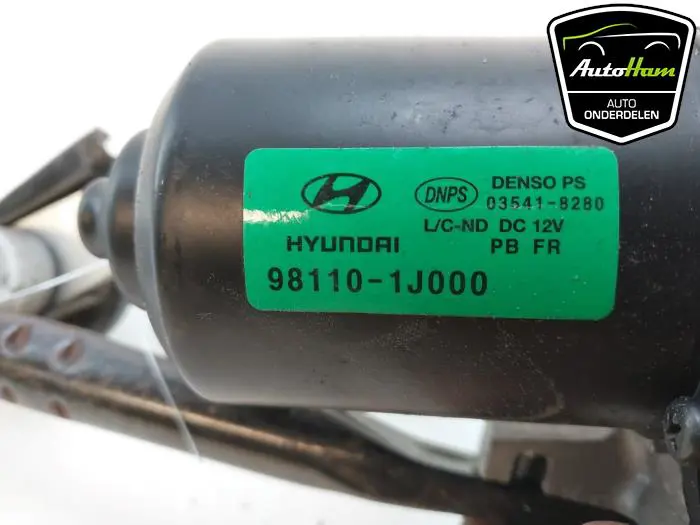 AutoHam
AUTO
ONDERDELEN
HYUNDAI
98110-1J000
DNPS
DENSO PS
03541-8280
L/C-ND DC 12V
PB FR